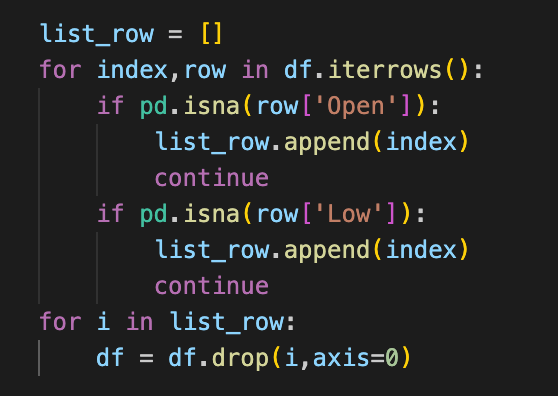 list_row = []
for index,row in df.iterrows():
    if pd.isna(row['Open']):
        list_row.append(index)
        continue
    if pd.isna(row['Low']):
        list_row.append(index)
        continue
for i in list_row:
    df = df.drop(i,axis=0)